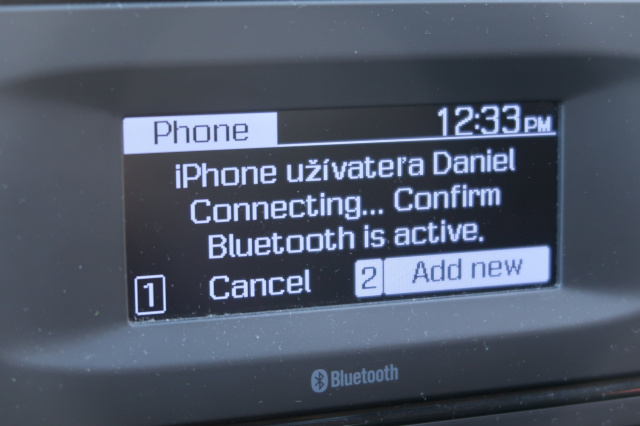 Phone 12:33PM
iPhone užívateľa Daniel
Connecting... Confirm
Bluetooth is active.
1 Cancel 2 Add new
Bluetooth